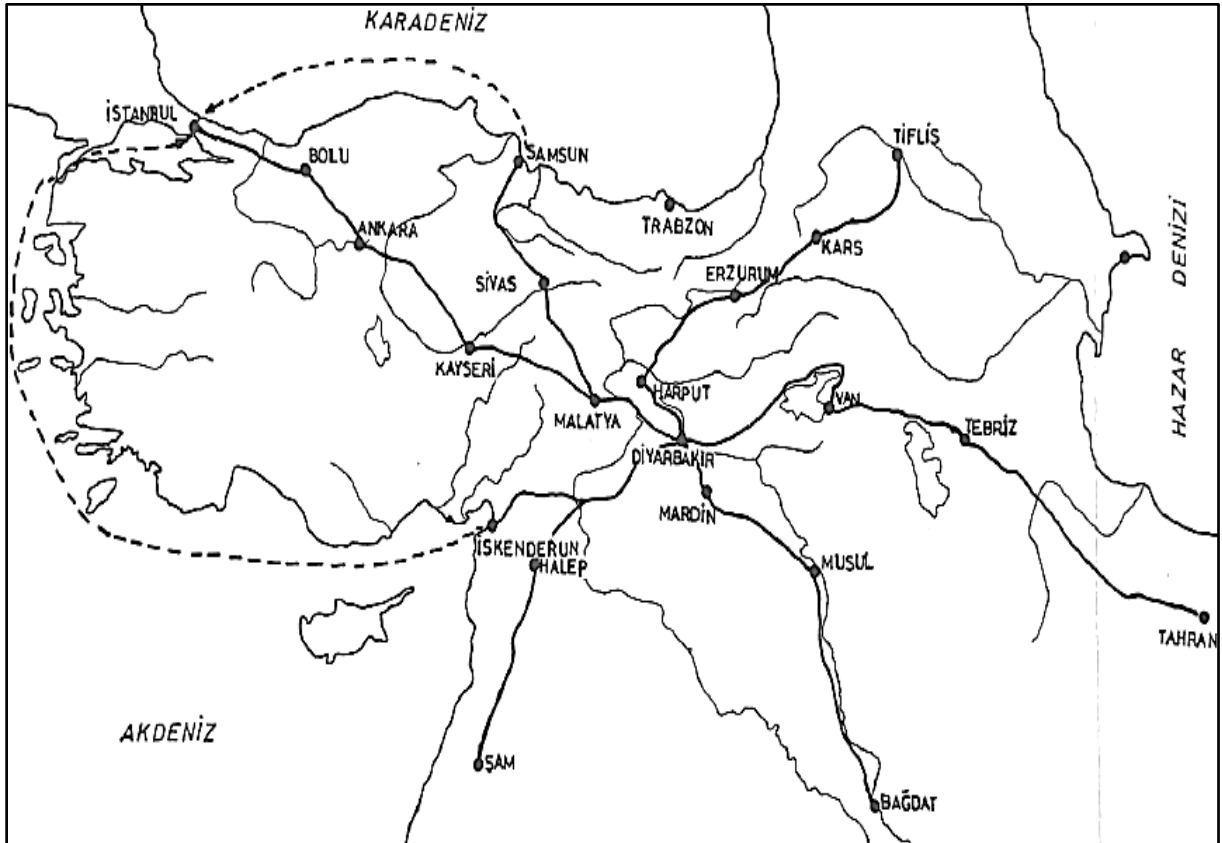 KARADENİZ
İSTANBUL
BOLU
SAMSUN
TİFLİS
TRABZON
ANKARA
KARS
HAZAR DENİZİ
SİVAS
ERZURUM
KAYSERİ
HARPUT
VAN
MALATYA
TEBRİZ
DİYARBAKIR
MARDİN
İSKENDERUN
HALEP
MUSUL
TAHRAN
AKDENİZ
ŞAM
BAĞDAT